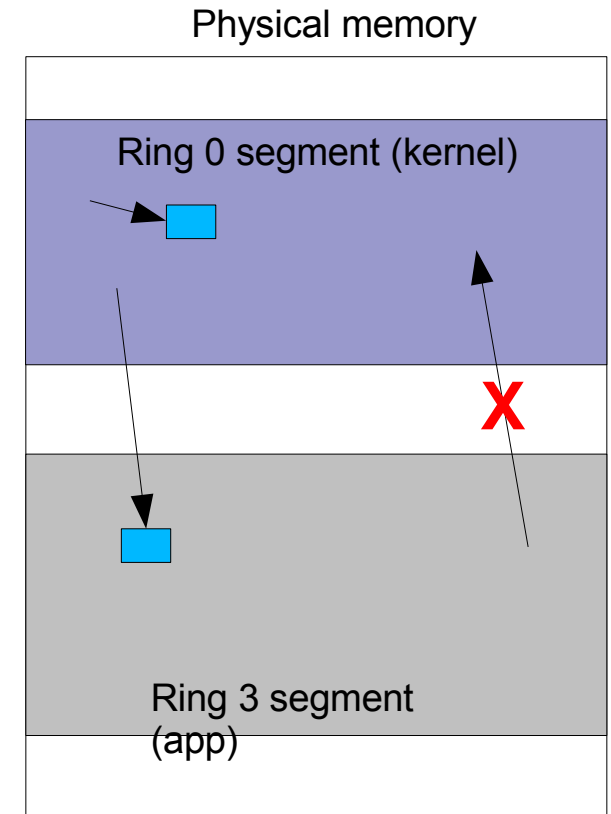 Physical memory
Ring 0 segment (kernel)
X
Ring 3 segment
(app)